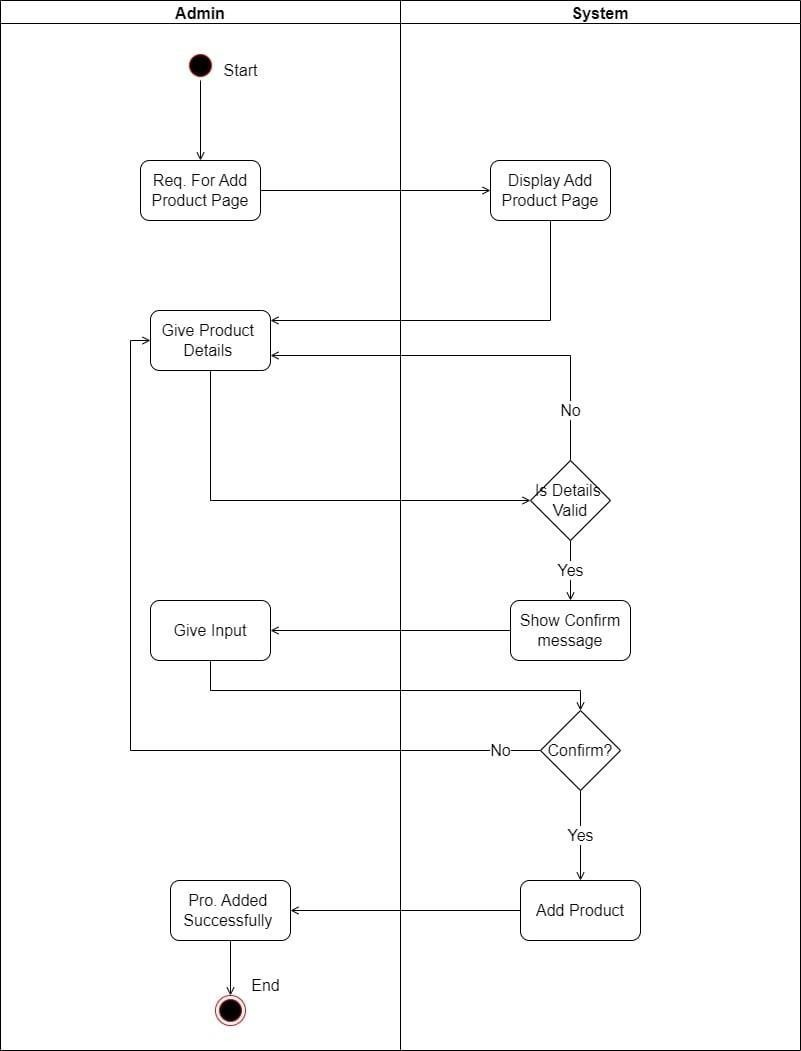 Admin
System
Start
Req. For Add
Product Page
Display Add
Product Page
Give Product
Details
No
Is Details
Valid
Yes
Give Input
Show Confirm
message
No
Confirm?
Yes
Pro. Added
Successfully
Add Product
End